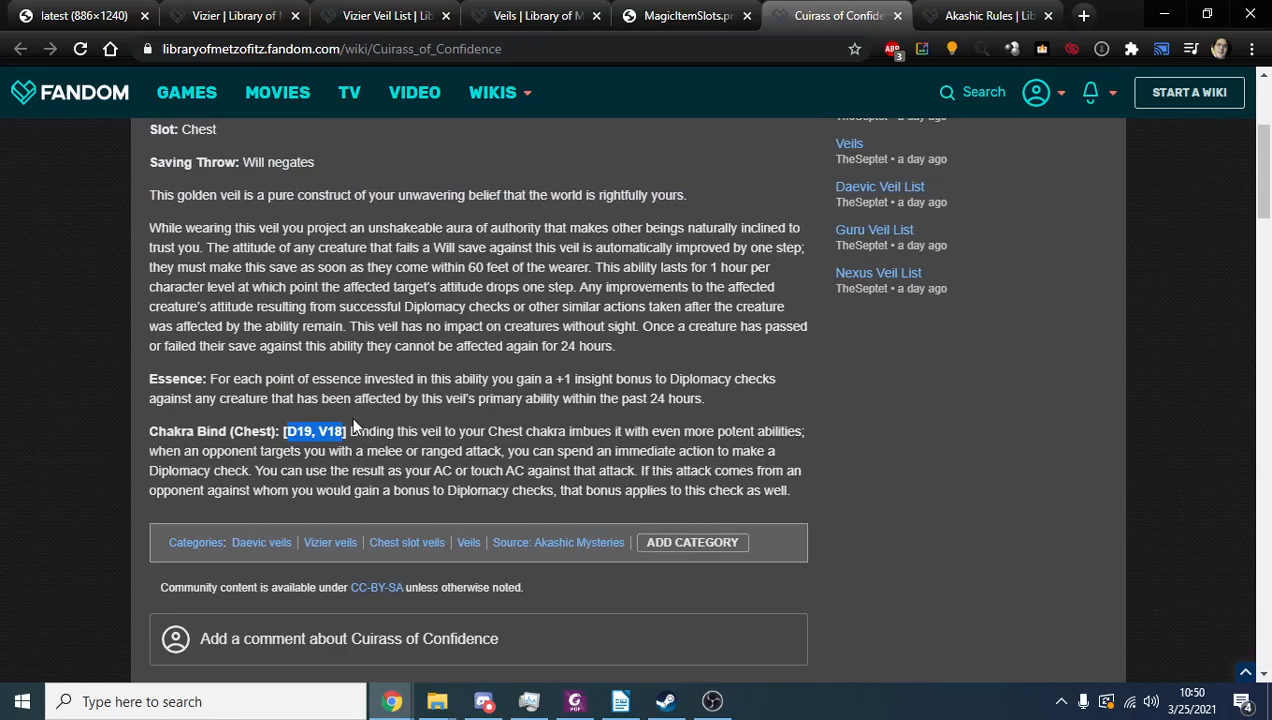 latest (886×1240)
Vizier | Library of M
Vizier Veil List | Lib
Veils | Library of M
MagicItemSlots.pn
Cuirass of Confide
Akashic Rules | Lib
libraryofmetzofitz.fandom.com/wiki/Cuirass_of_Confidence
ABP
3
FANDOM
GAMES
MOVIES
TV
VIDEO
WIKIS
Search
START A WIKI
Slot: Chest
Saving Throw: Will negates
This golden veil is a pure construct of your unwavering belief that the world is rightfully yours.
While wearing this veil you project an unshakeable aura of authority that makes other beings naturally inclined to
trust you. The attitude of any creature that fails a Will save against this veil is automatically improved by one step;
they must make this save as soon as they come within 60 feet of the wearer. This ability lasts for 1 hour per
character level at which point the affected target's attitude drops one step. Any improvements to the affected
creature's attitude resulting from successful Diplomacy checks or other similar actions taken after the creature
was affected by the ability remain. This veil has no impact on creatures without sight. Once a creature has passed
or failed their save against this ability they cannot be affected again for 24 hours.
Essence: For each point of essence invested in this ability you gain a +1 insight bonus to Diplomacy checks
against any creature that has been affected by this veil's primary ability within the past 24 hours.
Chakra Bind (Chest): [D19, V18] Binding this veil to your Chest chakra imbues it with even more potent abilities;
when an opponent targets you with a melee or ranged attack, you can spend an immediate action to make a
Diplomacy check. You can use the result as your AC or touch AC against that attack. If this attack comes from an
opponent against whom you would gain a bonus to Diplomacy checks, that bonus applies to this check as well.
Categories: Daevic veils | Vizier veils | Chest slot veils | Veils | Source: Akashic Mysteries | ADD CATEGORY
Community content is available under CC-BY-SA unless otherwise noted.
Add a comment about Cuirass of Confidence
TheSeptet • a day ago
Veils
TheSeptet • a day ago
Daevic Veil List
TheSeptet • a day ago
Guru Veil List
TheSeptet • a day ago
Nexus Veil List
TheSeptet • a day ago
Type here to search
PDF
10:50
3/25/2021
4